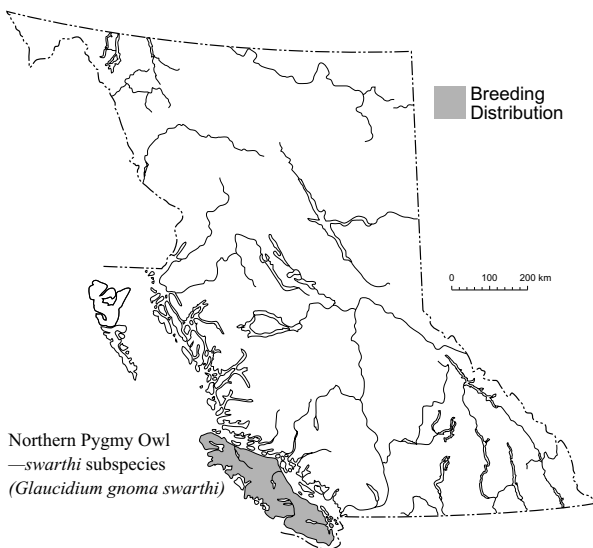 Breeding
Distribution
0 100 200 km
Northern Pygmy Owl
—swarthi subspecies
(Glaucidium gnoma swarthi)